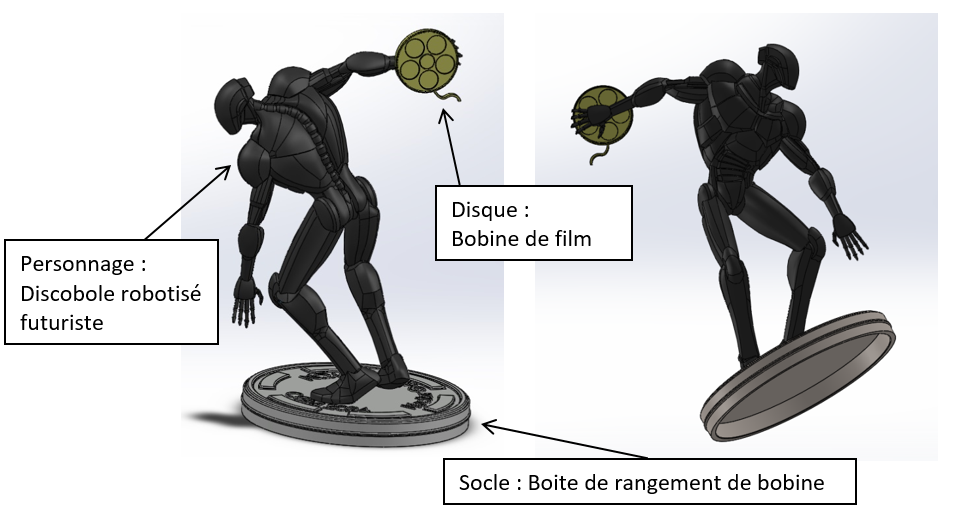 Disque :
Bobine de film
Personnage :
Discobole robotisé
futuriste
Socle : Boite de rangement de bobine